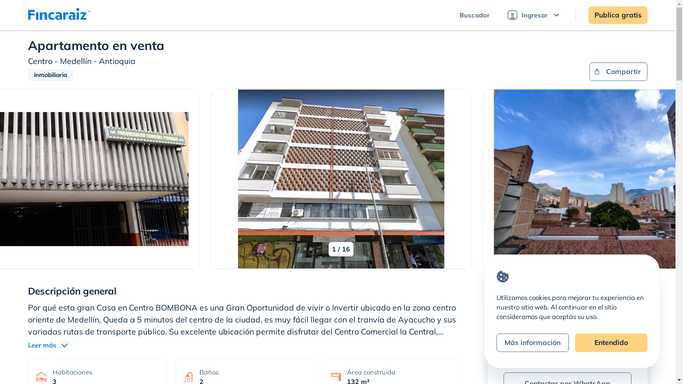 Fincaraiz
Buscador
Ingresar
Publica gratis
Apartamento en venta
Centro - Medellín - Antioquia
Inmobiliaria
Compartir
1 / 16
Descripción general
Por qué esta gran Casa en Centro BOMBONA es una Gran Oportunidad de vivir o Invertir ubicado en la zona centro
oriente de Medellín, Queda a 5 minutos del centro de la ciudad, es muy fácil llegar con el tranvía de Ayacucho y sus
variadas rutas de transporte público. Su excelente ubicación permite disfrutar del Centro Comercial la Central,...
Leer más
Habitaciones
3
Baños
2
Área construida
132 m²
Utilizamos cookies para mejorar tu experiencia en
nuestro sitio web. Al continuar en el sitio
consideramos que aceptas su uso.
Más información
Entendido
Contactar por WhatsApp